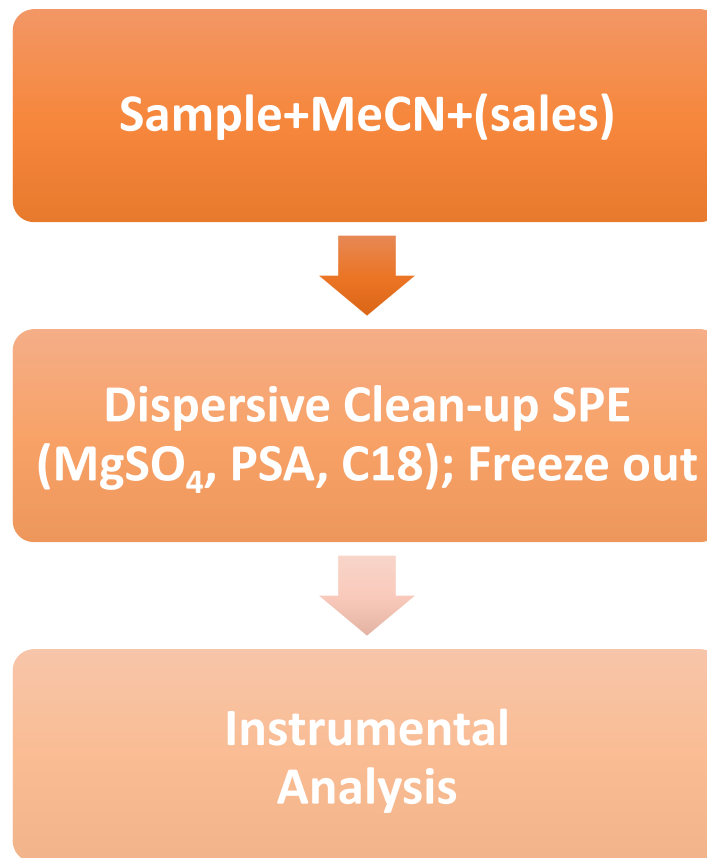 Sample+MeCN+(sales)
Dispersive Clean-up SPE
(MgSO₄, PSA, C18); Freeze out
Instrumental
Analysis